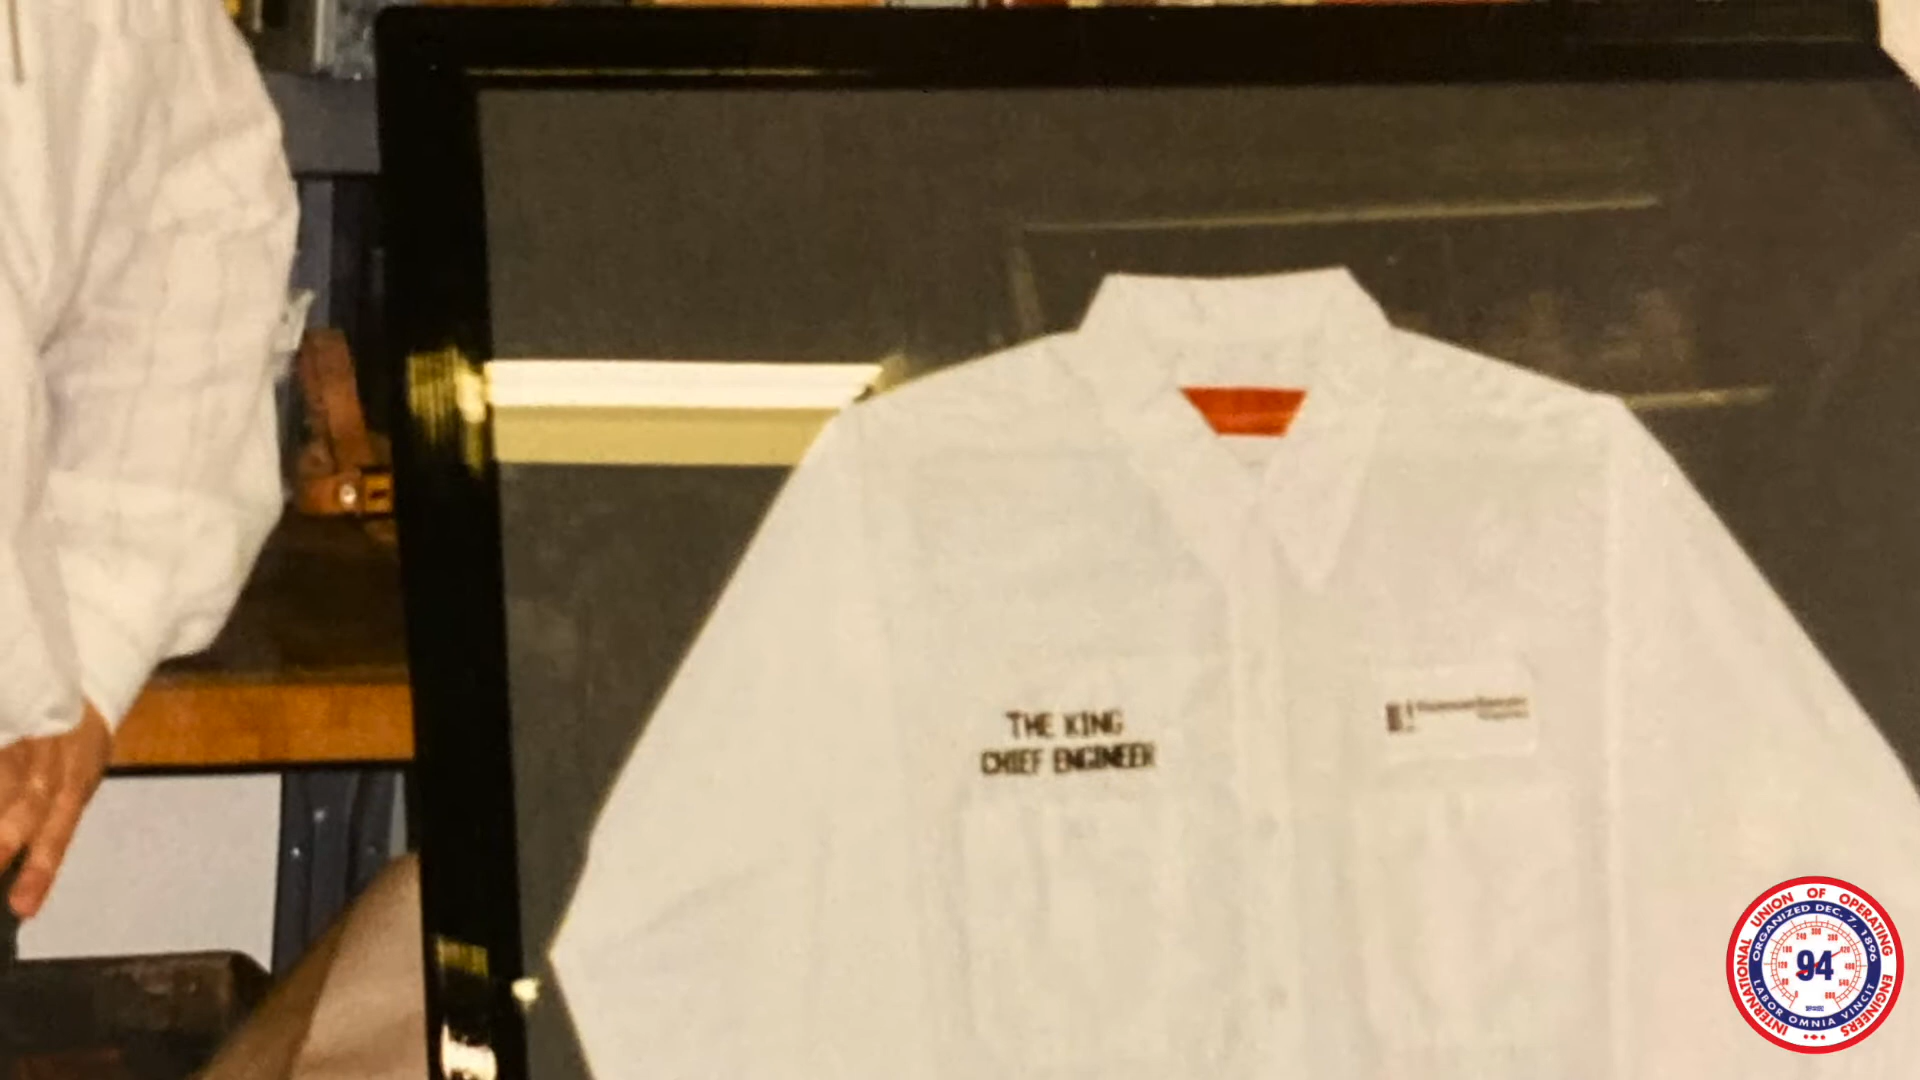 THE KING
CHIEF ENGINEER
INTERNATIONAL UNION OF OPERATING ENGINEERS
ORGANIZED DEC. 7, 1896
94
LABOR OMNIA VINCIT